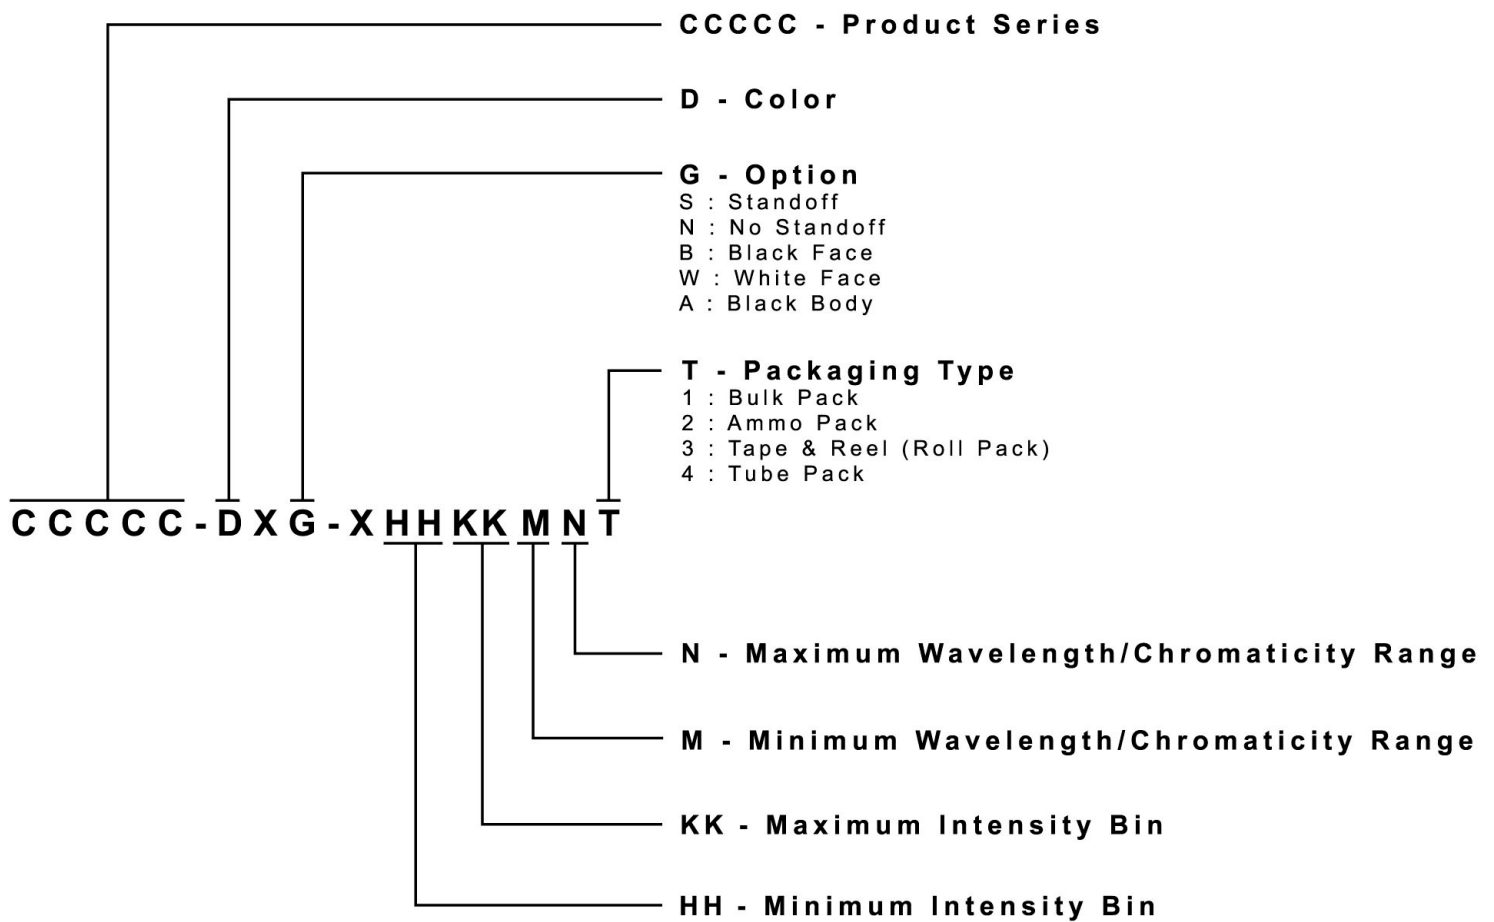 CCCCC - Product Series
D - Color
G - Option
S : Standoff
N : No Standoff
B : Black Face
W : White Face
A : Black Body
T - Packaging Type
1 : Bulk Pack
2 : Ammo Pack
3 : Tape & Reel (Roll Pack)
4 : Tube Pack
CCCCC-DXG-XHHKKMNT
N - Maximum Wavelength/Chromaticity Range
M - Minimum Wavelength/Chromaticity Range
KK - Maximum Intensity Bin
HH - Minimum Intensity Bin